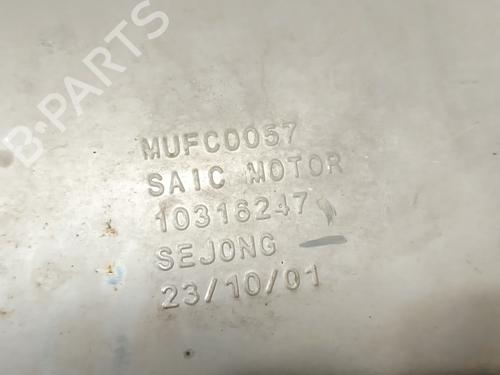 B-PARTS
MUFC0057
SAIC MOTOR
10316247
SEJONG
23/10/01